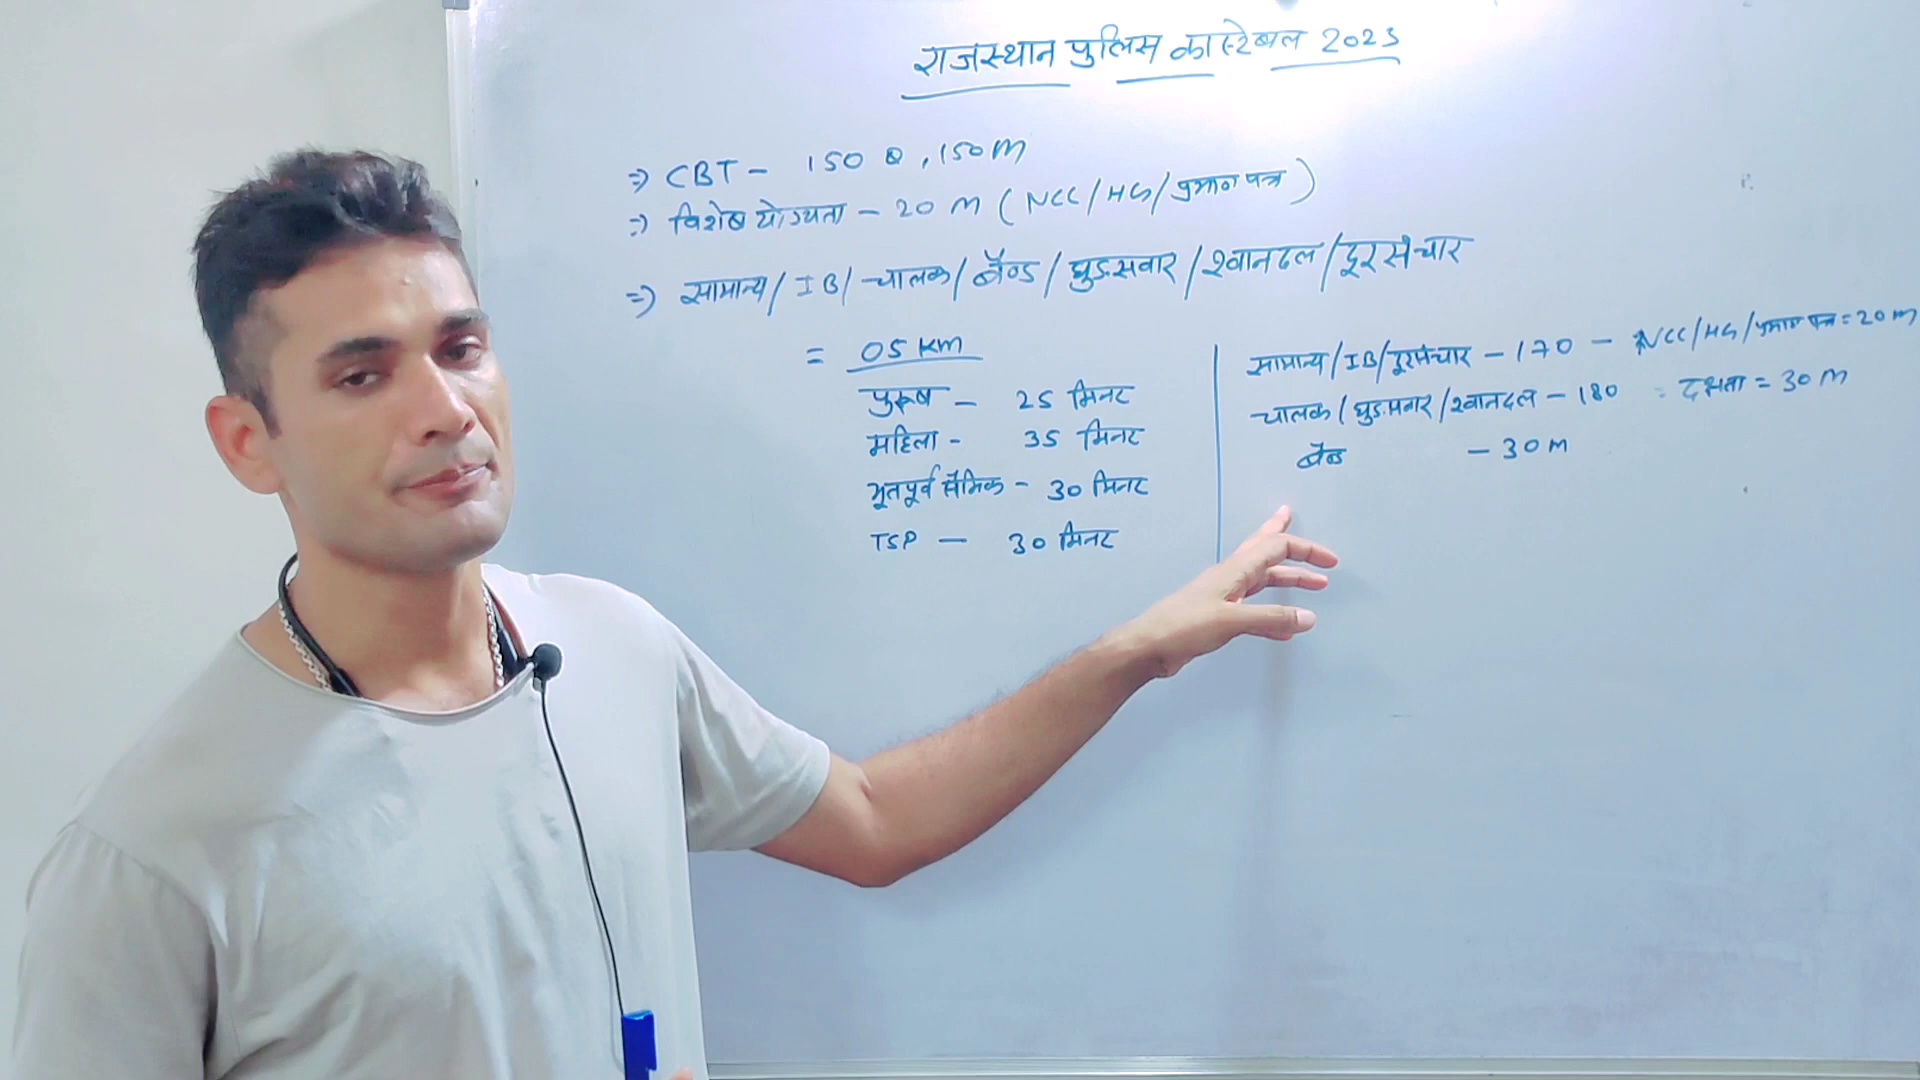 राजस्थान पुलिस कास्टेबल 2023
⇒ CBT - 150 Q, 150 M
⇒ विशेष योग्यता - 20 M (NCC/HG/प्रमाण पत्र)
⇒ सामान्य/IB/चालक/बैण्ड/घुड़सवार/श्वानदल/दूरसंचार
= 05 KM
पुरूष - 25 मिनट
महिला - 35 मिनट
भूतपूर्व सैनिक - 30 मिनट
TSP - 30 मिनट
सामान्य/IB/दूरसंचार - 170 - NCC/HG/प्रमाण पत्र = 20 M
चालक/घुड़सवार/श्वानदल - 180 = दक्षता = 30 M
बैण्ड - 30 M